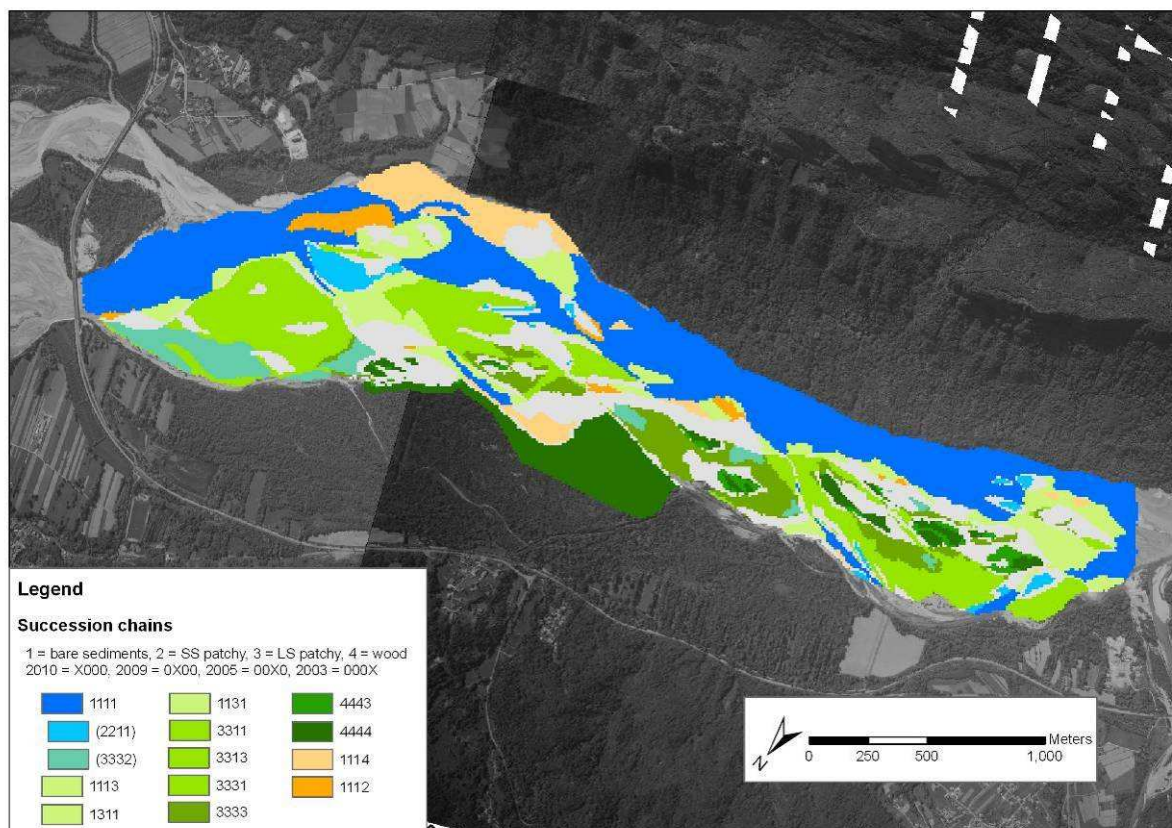 Legend
Succession chains
1 = bare sediments, 2 = SS patchy, 3 = LS patchy, 4 = wood
2010 = X000, 2009 = 0X00, 2005 = 00X0, 2003 = 000X
1111
(2211)
(3332)
1113
1311
1131
3311
3313
3331
3333
4443
4444
1114
1112
N
Meters
0 250 500 1,000